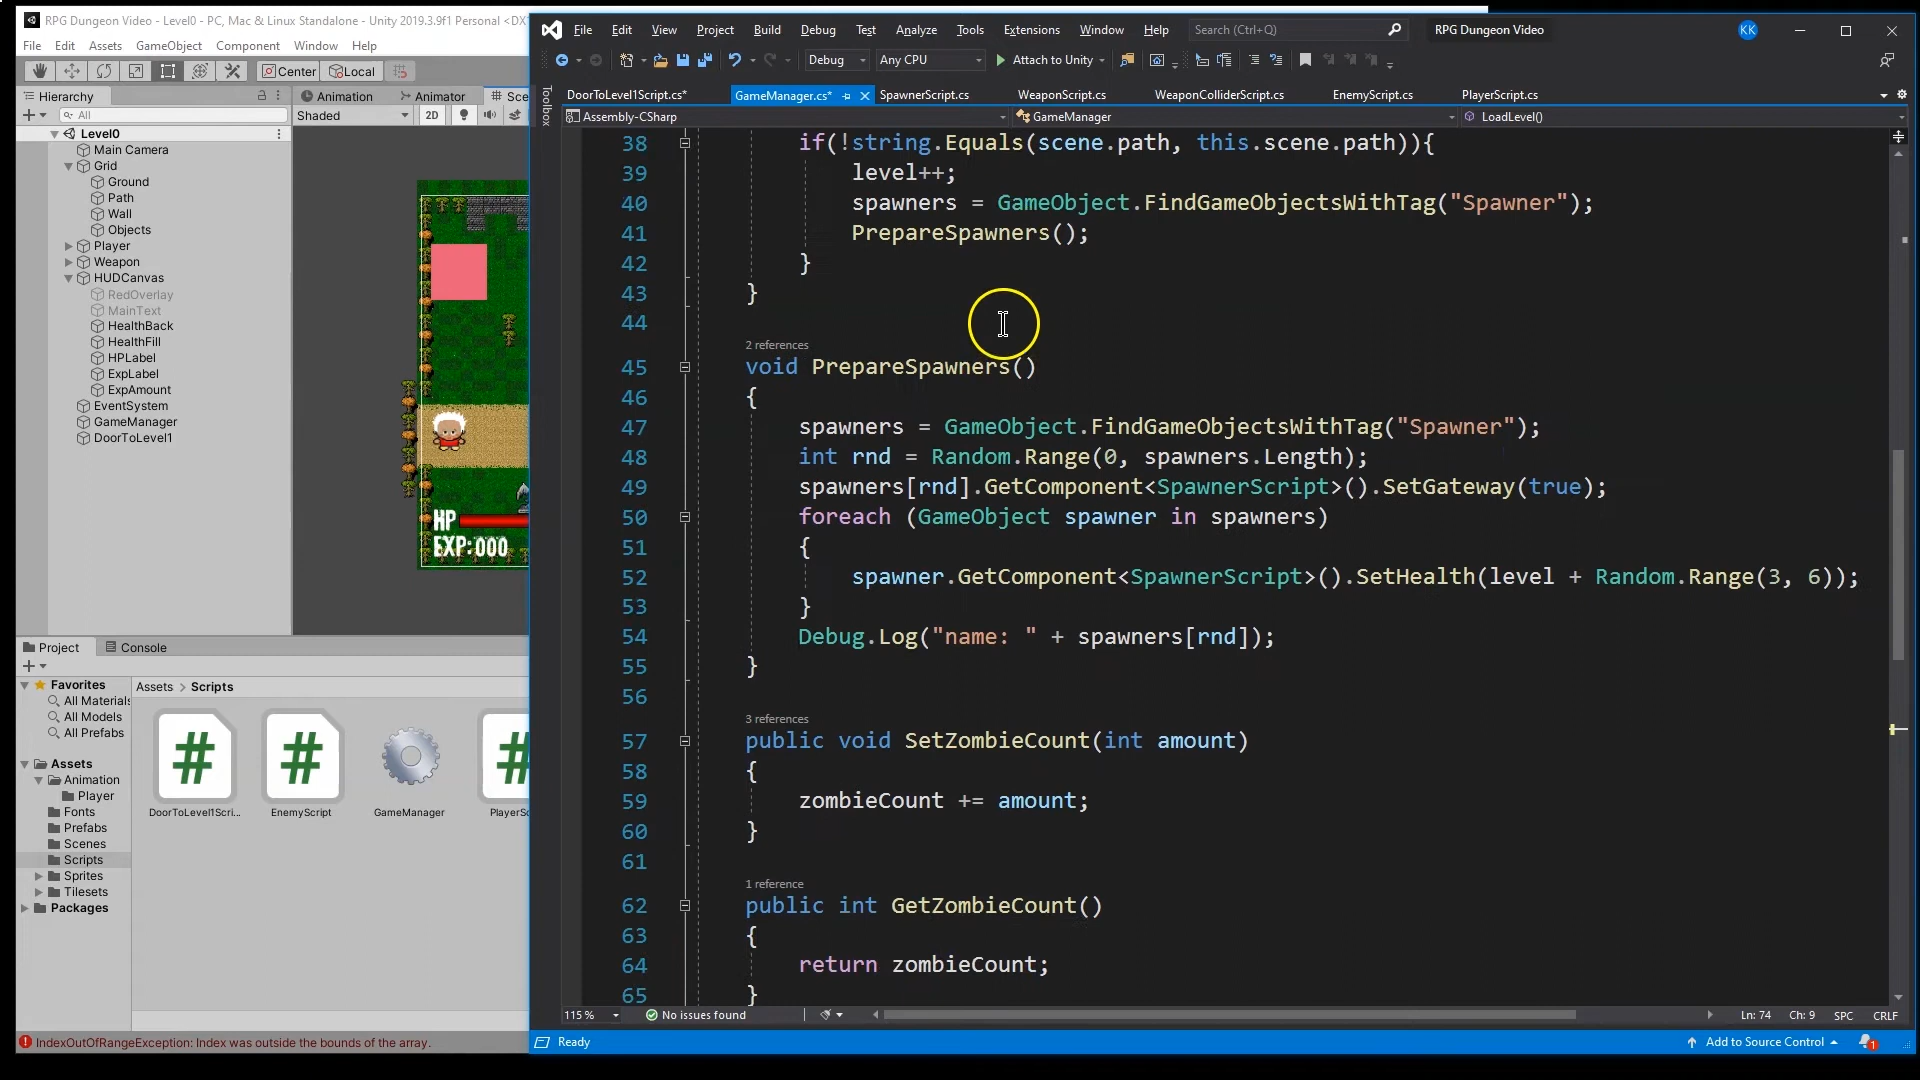 RPG Dungeon Video - Level0 - PC, Mac & Linux Standalone - Unity 2019.3.9f1 Personal <DX
File Edit Assets GameObject Component Window Help
Center Local
Hierarchy
All
Level0
Main Camera
Grid
Ground
Path
Wall
Objects
Player
Weapon
HUDCanvas
RedOverlay
MainText
HealthBack
HealthFill
HPLabel
ExpLabel
ExpAmount
EventSystem
GameManager
DoorToLevel1
Animation Animator Sce
Shaded 2D
HP
EXP:000
Project Console
Favorites
All Materials
All Models
All Prefabs
Assets
Animation
Player
Fonts
Prefabs
Scenes
Scripts
Sprites
Tilesets
Packages
Assets > Scripts
DoorToLevel1Scri... EnemyScript GameManager PlayerSc
IndexOutOfRangeException: Index was outside the bounds of the array.
File Edit View Project Build Debug Test Analyze Tools Extensions Window Help Search (Ctrl+Q) RPG Dungeon Video KK
Debug Any CPU Attach to Unity
Toolbox
DoorToLevel1Script.cs* GameManager.cs* SpawnerScript.cs WeaponScript.cs WeaponColliderScript.cs EnemyScript.cs PlayerScript.cs
Assembly-CSharp GameManager LoadLevel()
38 if(!string.Equals(scene.path, this.scene.path)){
39 level++;
40 spawners = GameObject.FindGameObjectsWithTag("Spawner");
41 PrepareSpawners();
42 }
43 }
44
2 references
45 void PrepareSpawners()
46 {
47 spawners = GameObject.FindGameObjectsWithTag("Spawner");
48 int rnd = Random.Range(0, spawners.Length);
49 spawners[rnd].GetComponent<SpawnerScript>().SetGateway(true);
50 foreach (GameObject spawner in spawners)
51 {
52 spawner.GetComponent<SpawnerScript>().SetHealth(level + Random.Range(3, 6));
53 }
54 Debug.Log("name: " + spawners[rnd]);
55 }
56
3 references
57 public void SetZombieCount(int amount)
58 {
59 zombieCount += amount;
60 }
61
1 reference
62 public int GetZombieCount()
63 {
64 return zombieCount;
65 }
115 % No issues found Ln: 74 Ch: 9 SPC CRLF
Ready Add to Source Control 1